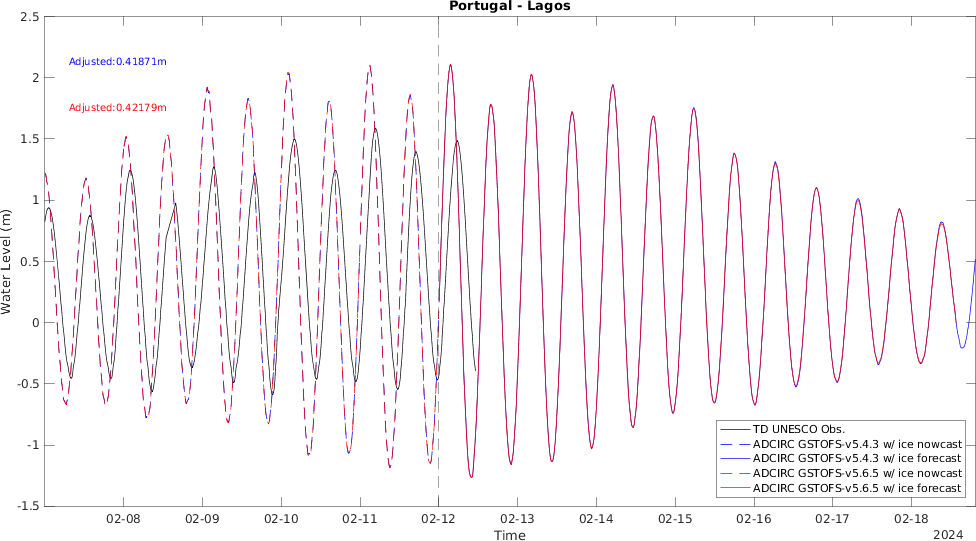 Portugal - Lagos
2.5
2
1.5
1
0.5
0
-0.5
-1
-1.5
Water Level (m)
Adjusted:0.41871m
Adjusted:0.42179m
TD UNESCO Obs.
ADCIRC GSTOFS-v5.4.3 w/ ice nowcast
ADCIRC GSTOFS-v5.4.3 w/ ice forecast
ADCIRC GSTOFS-v5.6.5 w/ ice nowcast
ADCIRC GSTOFS-v5.6.5 w/ ice forecast
02-08 02-09 02-10 02-11 02-12 02-13 02-14 02-15 02-16 02-17 02-18
Time
2024